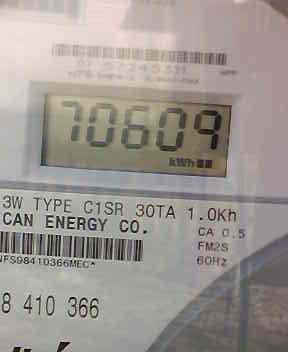 70609
kWh
3W TYPE C1SR 30TA 1.0Kh
CAN ENERGY CO.
CA 0.5
FM2S
NFS98410366MEC*
60Hz
8 410 366